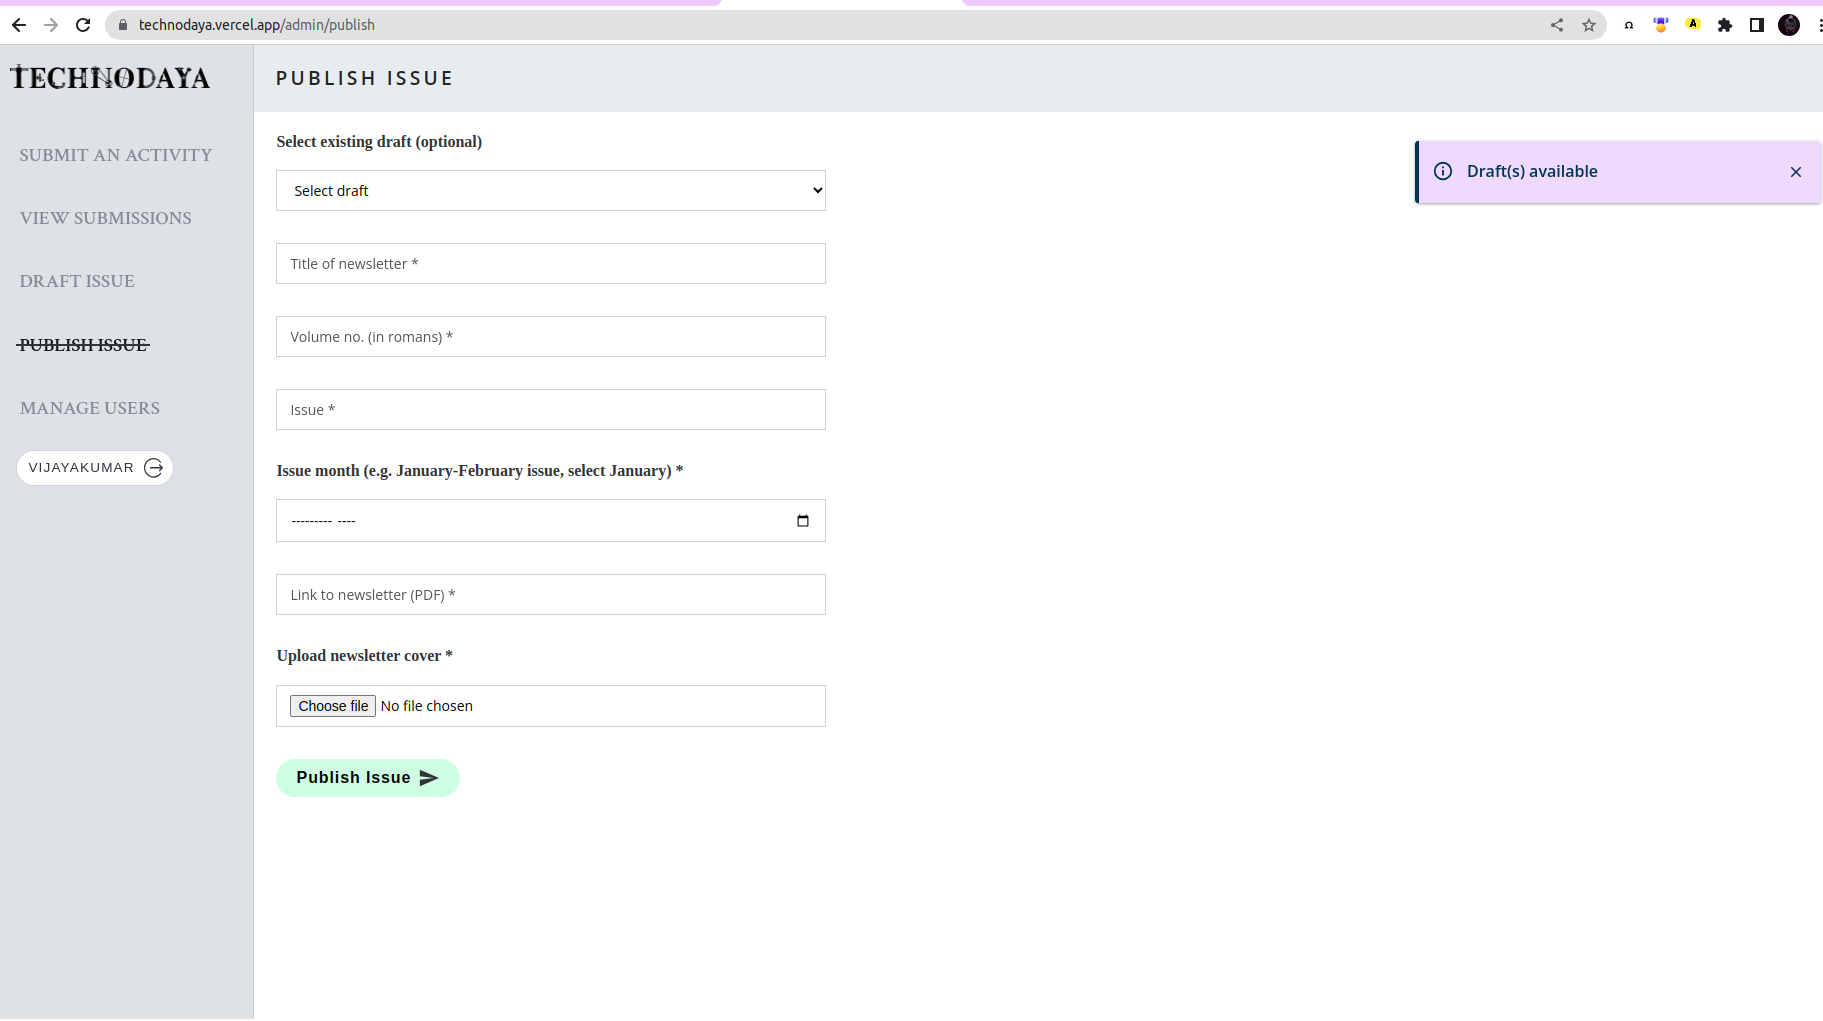 technodaya.vercel.app/admin/publish
TECHNODAYA
PUBLISH ISSUE
SUBMIT AN ACTIVITY
VIEW SUBMISSIONS
DRAFT ISSUE
PUBLISH ISSUE
MANAGE USERS
VIJAYAKUMAR
Select existing draft (optional)
Select draft
Title of newsletter *
Volume no. (in romans) *
Issue *
Issue month (e.g. January-February issue, select January) *
--------- ----
Link to newsletter (PDF) *
Upload newsletter cover *
Choose file No file chosen
Publish Issue
Draft(s) available